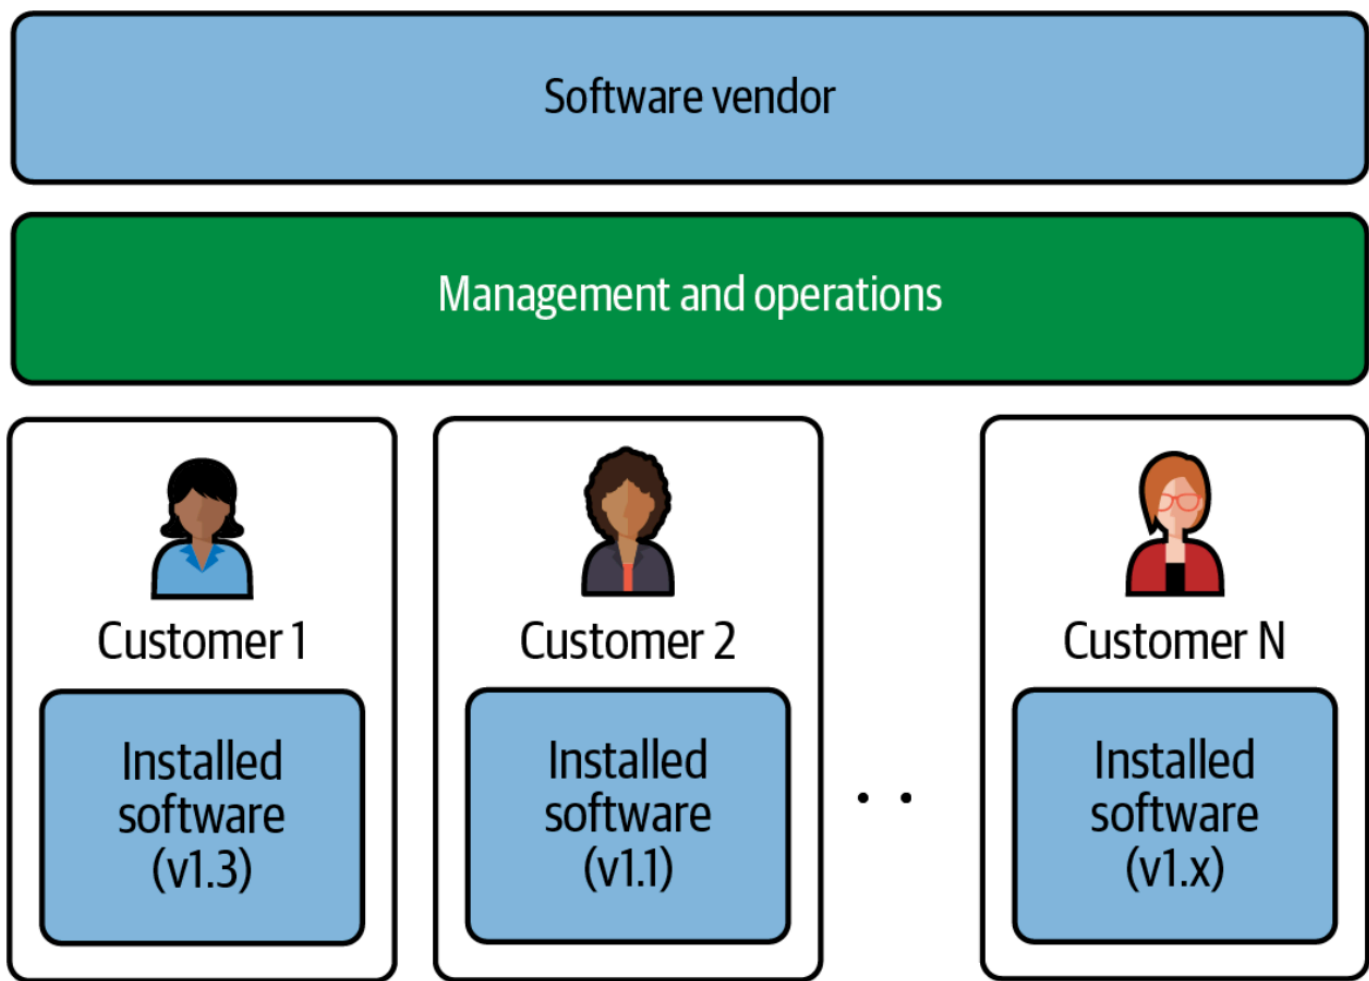 Software vendor
Management and operations
Customer 1
Installed
software
(v1.3)
Customer 2
Installed
software
(v1.1)
. .
Customer N
Installed
software
(v1.x)